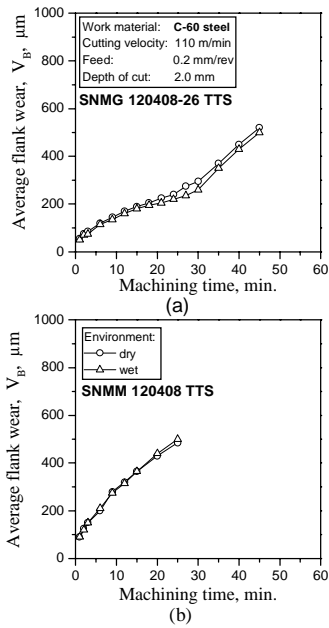 (a)
Work material: C-60 steel
Cutting velocity: 110 m/min
Feed: 0.2 mm/rev
Depth of cut: 2.0 mm
SNMG 120408-26 TTS
Average flank wear, V_B, μm
1000
800
600
400
200
0
0 10 20 30 40 50 60
Machining time, min.
(a)
Environment:
dry
wet
SNMM 120408 TTS
Average flank wear, V_B, μm
1000
800
600
400
200
0
0 10 20 30 40 50 60
Machining time, min.
(b)